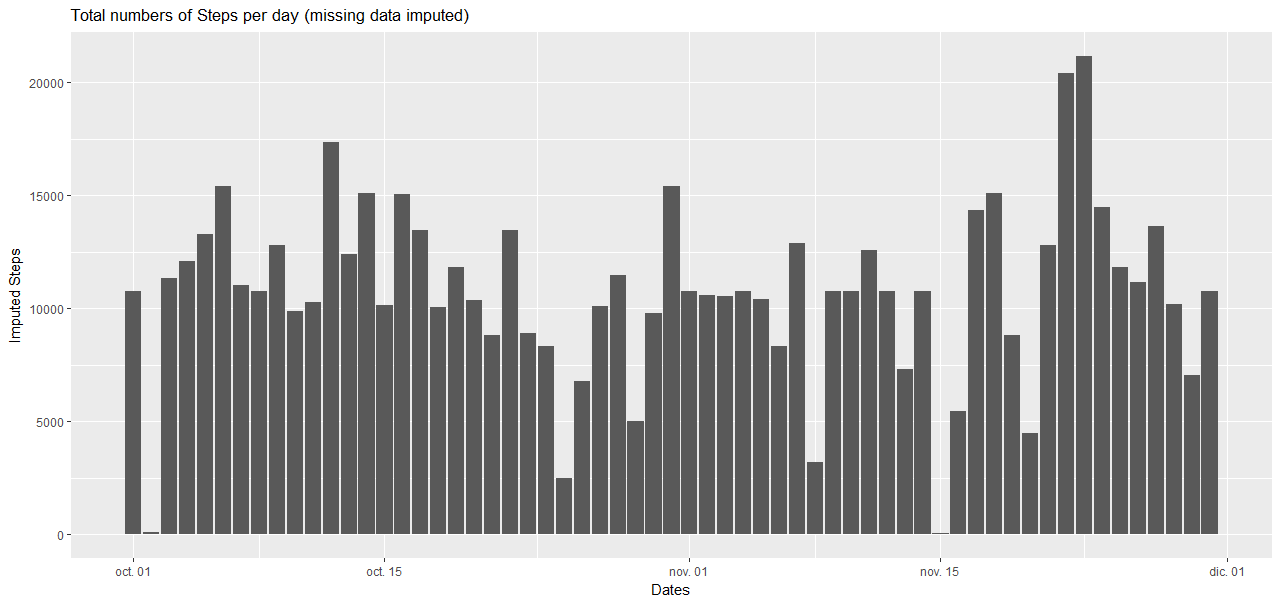 Total numbers of Steps per day (missing data imputed)
Imputed Steps
20000
15000
10000
5000
0
oct. 01
oct. 15
nov. 01
nov. 15
dic. 01
Dates